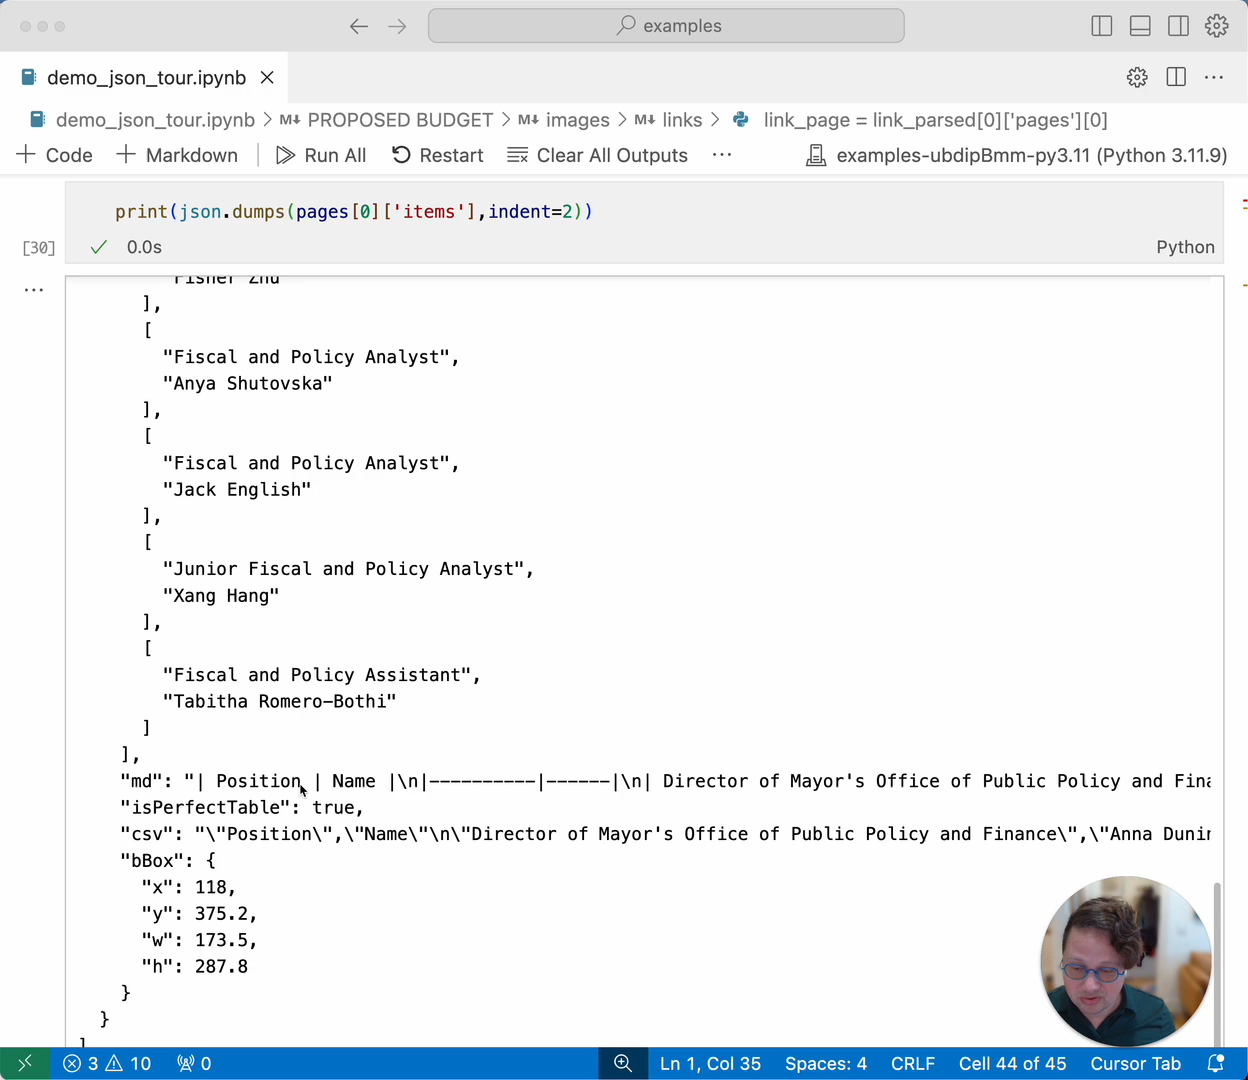 examples
demo_json_tour.ipynb
demo_json_tour.ipynb > M↓ PROPOSED BUDGET > M↓ images > M↓ links > link_page = link_parsed[0]['pages'][0]
+ Code + Markdown | Run All Restart Clear All Outputs ··· examples-ubdipBmm-py3.11 (Python 3.11.9)
print(json.dumps(pages[0]['items'],indent=2))
[30] ✓ 0.0s Python
...
"Fisher Zhu"
],
[
"Fiscal and Policy Analyst",
"Anya Shutovska"
],
[
"Fiscal and Policy Analyst",
"Jack English"
],
[
"Junior Fiscal and Policy Analyst",
"Xang Hang"
],
[
"Fiscal and Policy Assistant",
"Tabitha Romero-Bothi"
]
],
"md": "| Position | Name |\n|----------|------|\n| Director of Mayor's Office of Public Policy and Fina
"isPerfectTable": true,
"csv": "\"Position\",\"Name\"\n\"Director of Mayor's Office of Public Policy and Finance\",\"Anna Dunin
"bBox": {
"x": 118,
"y": 375.2,
"w": 173.5,
"h": 287.8
}
}
]
3 10 0 Ln 1, Col 35 Spaces: 4 CRLF Cell 44 of 45 Cursor Tab